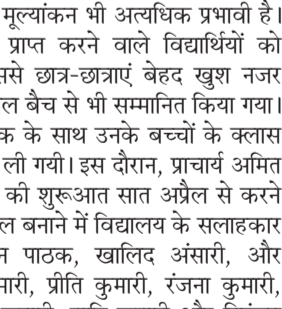 मूल्यांकन भी अत्यधिक प्रभावी है।
प्राप्त करने वाले विद्यार्थियों को
ससे छात्र-छात्राएं बेहद खुश नजर
ल बैच से भी सम्मानित किया गया।
क के साथ उनके बच्चों के क्लास
ली गयी। इस दौरान, प्राचार्य अमित
की शुरूआत सात अप्रैल से करने
ल बनाने में विद्यालय के सलाहकार
न पाठक, खालिद अंसारी, और
मारी, प्रीति कुमारी, रंजना कुमारी,